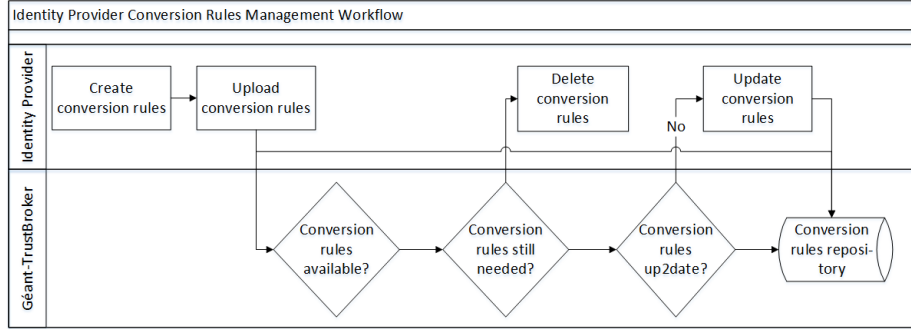 Identity Provider Conversion Rules Management Workflow
Identity Provider
Create
conversion rules
Upload
conversion rules
Delete
conversion
rules
Update
conversion
rules
No
Géant-TrustBroker
Conversion
rules
available?
Conversion
rules still
needed?
Conversion
rules
up2date?
Conversion
rules reposi-
tory